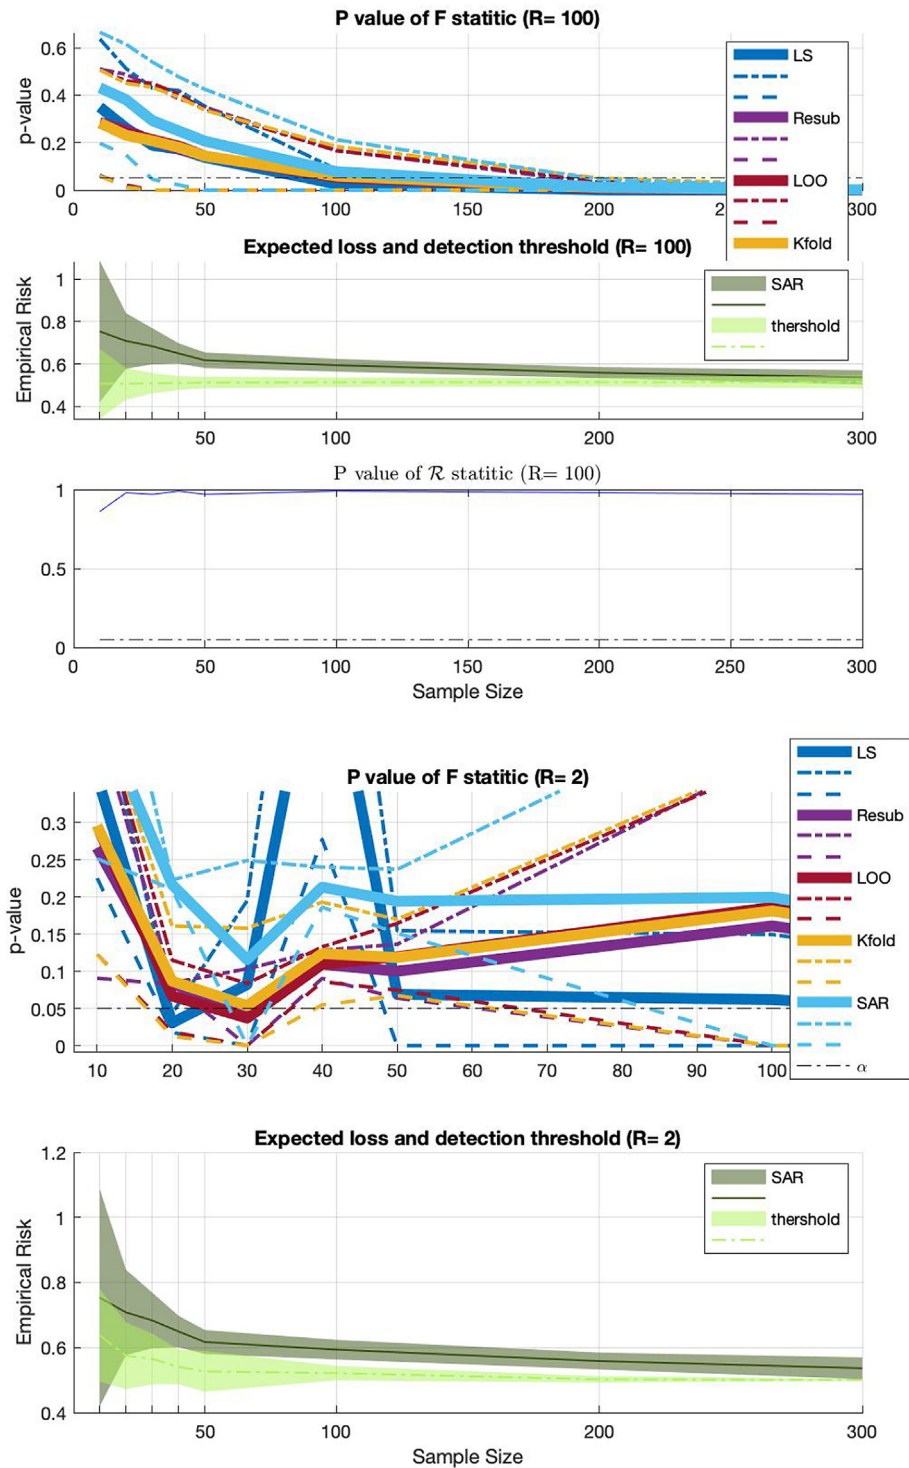 P value of F statitic (R= 100)
p-value
0.6
0.4
0.2
0
0
50
100
150
200
2
300
LS
Resub
LOO
Kfold
Expected loss and detection threshold (R= 100)
Empirical Risk
1
0.8
0.6
0.4
50
100
200
300
SAR
thershold
P value of R statitic (R= 100)
1
0.5
0
0
50
100
150
200
250
300
Sample Size
P value of F statitic (R= 2)
p-value
0.3
0.25
0.2
0.15
0.1
0.05
0
10
20
30
40
50
60
70
80
90
100
LS
Resub
LOO
Kfold
SAR
α
Expected loss and detection threshold (R= 2)
Empirical Risk
1.2
1
0.8
0.6
0.4
50
100
200
300
Sample Size
SAR
thershold